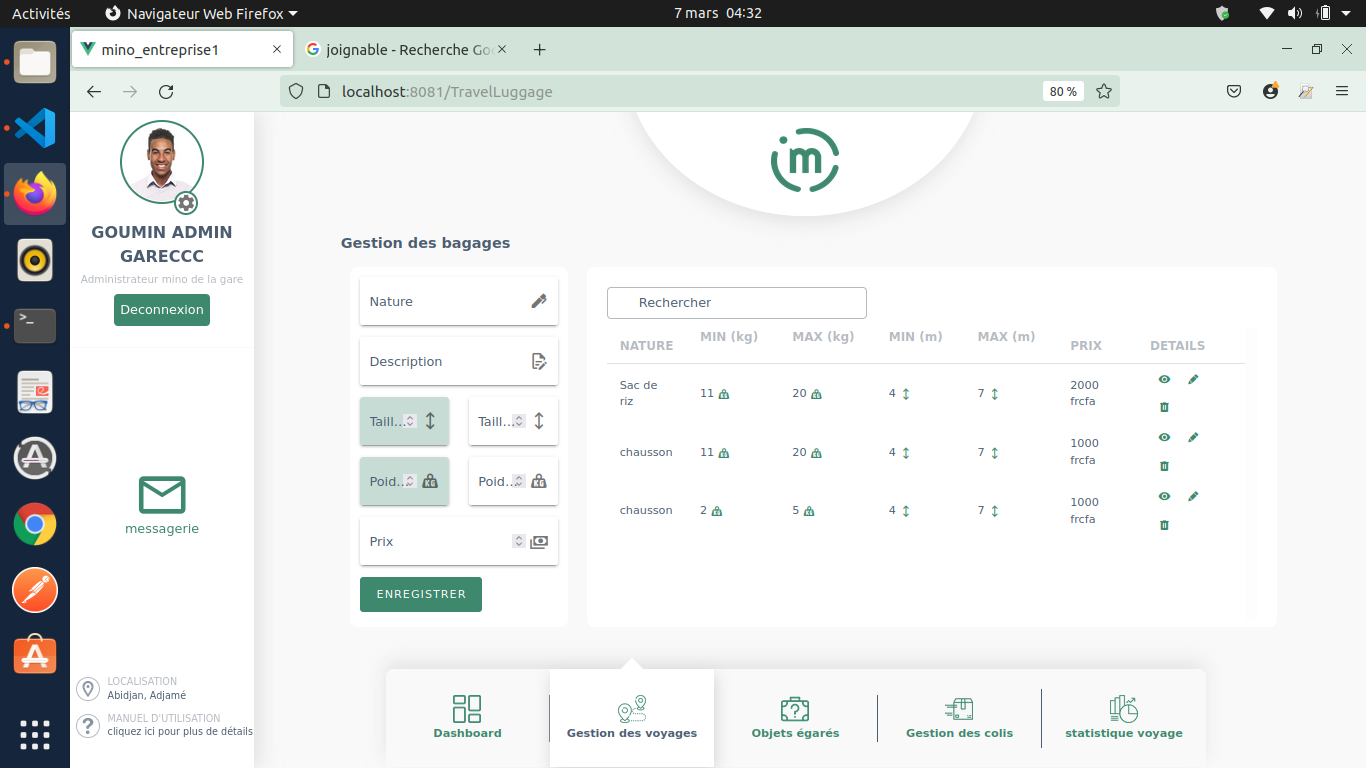 Activités
Navigateur Web Firefox
7 mars 04:32
mino_entreprise1
joignable - Recherche Go
localhost:8081/TravelLuggage
80 %
m
GOUMIN ADMIN
GARECCC
Administrateur mino de la gare
Deconnexion
messagerie
LOCALISATION
Abidjan, Adjamé
MANUEL D'UTILISATION
cliquez ici pour plus de détails
Gestion des bagages
Nature
Description
Taill... Taill...
Poid... KG Poid... KG
Prix
ENREGISTRER
Rechercher
NATURE MIN (kg) MAX (kg) MIN (m) MAX (m) PRIX DETAILS
Sac de riz 11 20 4 7 2000 frcfa
chausson 11 20 4 7 1000 frcfa
chausson 2 5 4 7 1000 frcfa
Dashboard
Gestion des voyages
Objets égarés
Gestion des colis
statistique voyage